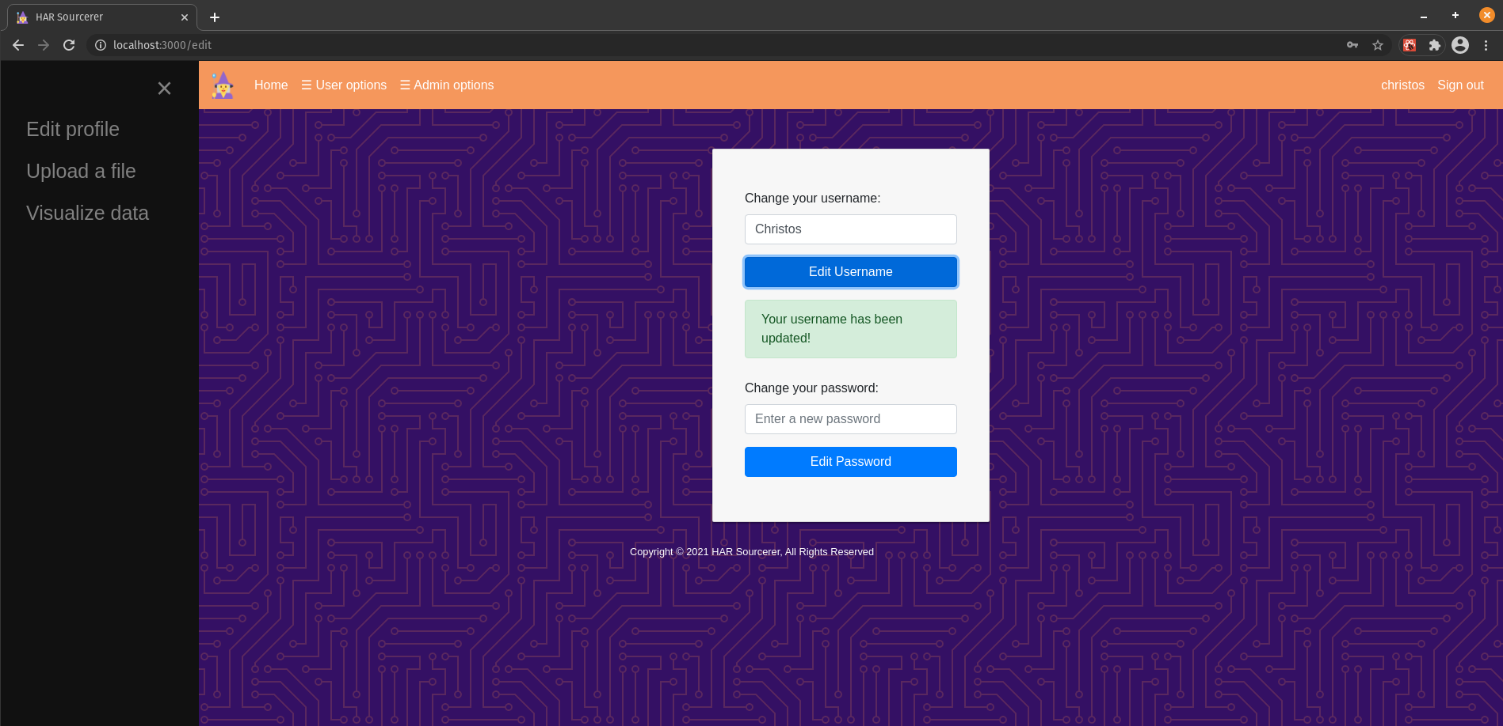 HAR Sourcerer
localhost:3000/edit
Home ☰ User options ☰ Admin options christos Sign out
Edit profile
Upload a file
Visualize data
Change your username:
Christos
Edit Username
Your username has been
updated!
Change your password:
Enter a new password
Edit Password
Copyright © 2021 HAR Sourcerer, All Rights Reserved